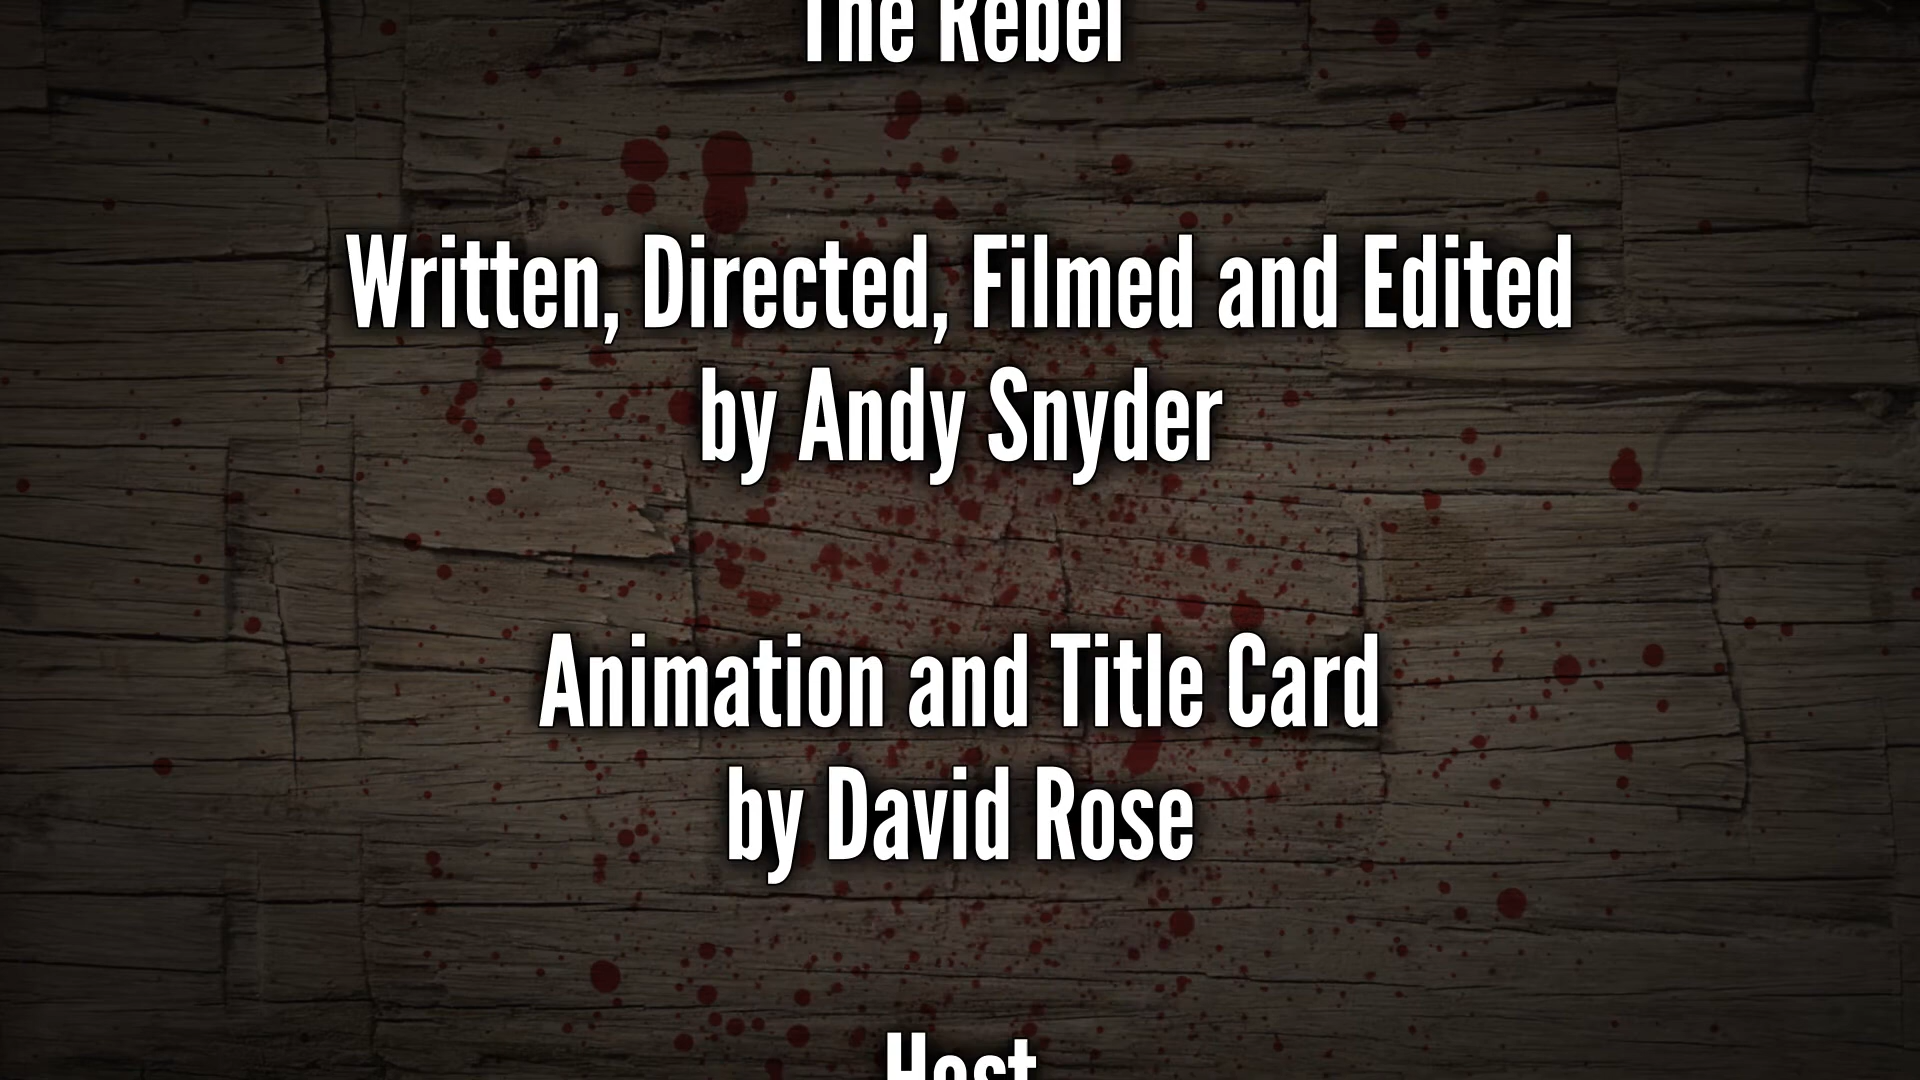 The Rebel
Written, Directed, Filmed and Edited
by Andy Snyder
Animation and Title Card
by David Rose
Host